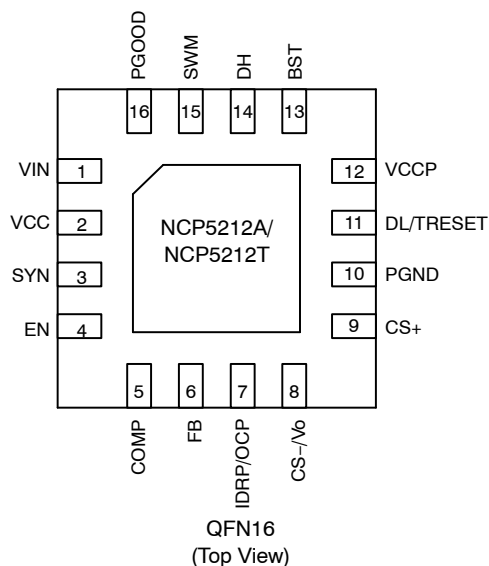 PGOOD
SWM
DH
BST
16
15
14
13
VIN 1
12 VCCP
VCC 2
11 DL/TRESET
SYN 3
10 PGND
EN 4
9 CS+
NCP5212A/
NCP5212T
5
6
7
8
COMP
FB
IDRP/OCP
CS−/Vo
QFN16
(Top View)